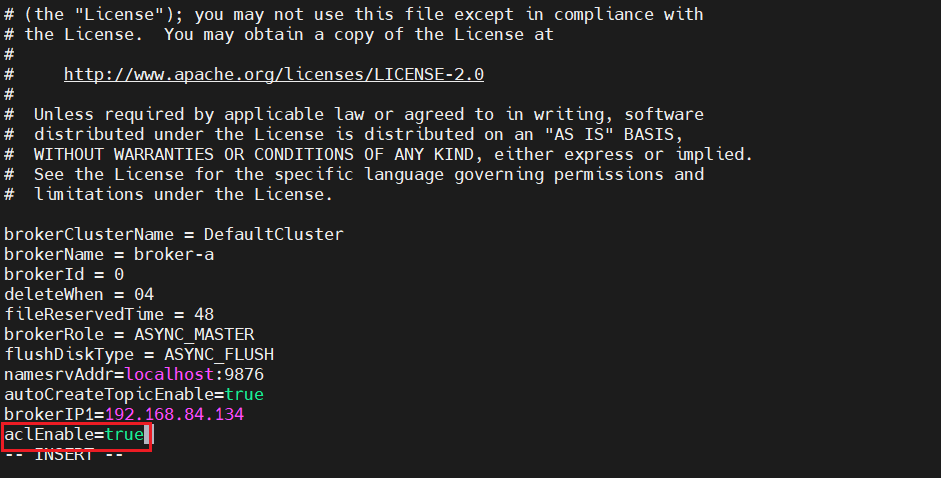 # (the "License"); you may not use this file except in compliance with
# the License.  You may obtain a copy of the License at
#
#     http://www.apache.org/licenses/LICENSE-2.0
#
#  Unless required by applicable law or agreed to in writing, software
#  distributed under the License is distributed on an "AS IS" BASIS,
#  WITHOUT WARRANTIES OR CONDITIONS OF ANY KIND, either express or implied.
#  See the License for the specific language governing permissions and
#  limitations under the License.
brokerClusterName = DefaultCluster
brokerName = broker-a
brokerId = 0
deleteWhen = 04
fileReservedTime = 48
brokerRole = ASYNC_MASTER
flushDiskType = ASYNC_FLUSH
namesrvAddr=localhost:9876
autoCreateTopicEnable=true
brokerIP1=192.168.84.134
aclEnable=true
-- INSERT --